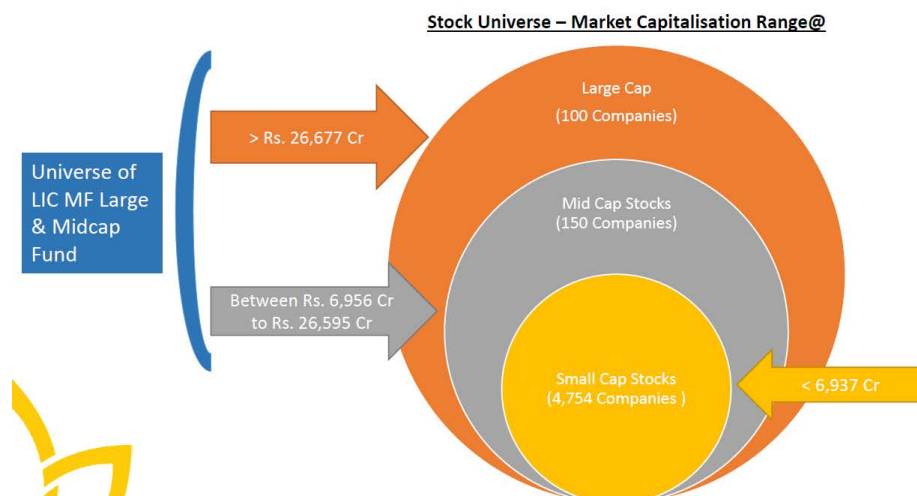 Stock Universe – Market Capitalisation Range@
Large Cap
(100 Companies)
> Rs. 26,677 Cr
Universe of
LIC MF Large
& Midcap
Fund
Mid Cap Stocks
(150 Companies)
Between Rs. 6,956 Cr
to Rs. 26,595 Cr
Small Cap Stocks
(4,754 Companies )
< 6,937 Cr